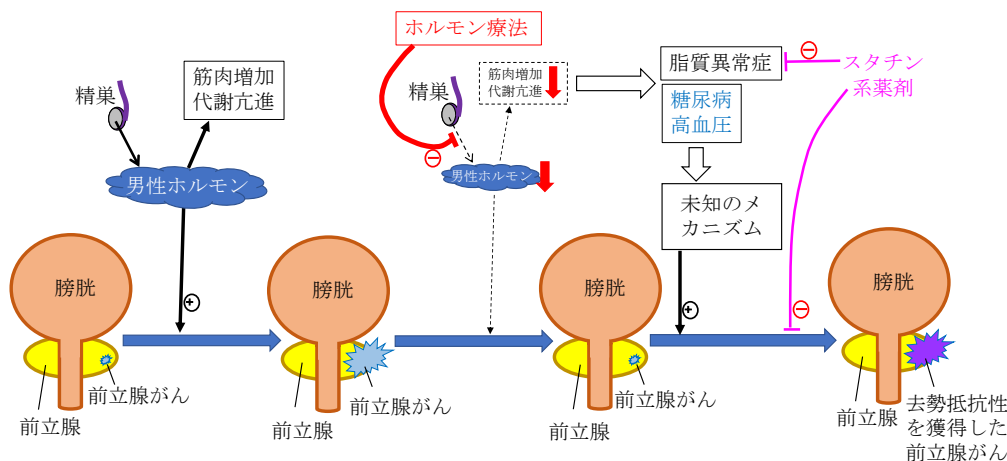 ホルモン療法
精巣
筋肉増加
代謝亢進
男性ホルモン
精巣
筋肉増加
代謝亢進
⊖
男性ホルモン
脂質異常症
糖尿病
高血圧
未知のメ
カニズム
⊖
スタチン
系薬剤
膀胱
⊕
膀胱
膀胱
⊕
⊖
膀胱
前立腺がん
前立腺
前立腺がん
前立腺
前立腺がん
前立腺
前立腺
去勢抵抗性
を獲得した
前立腺がん